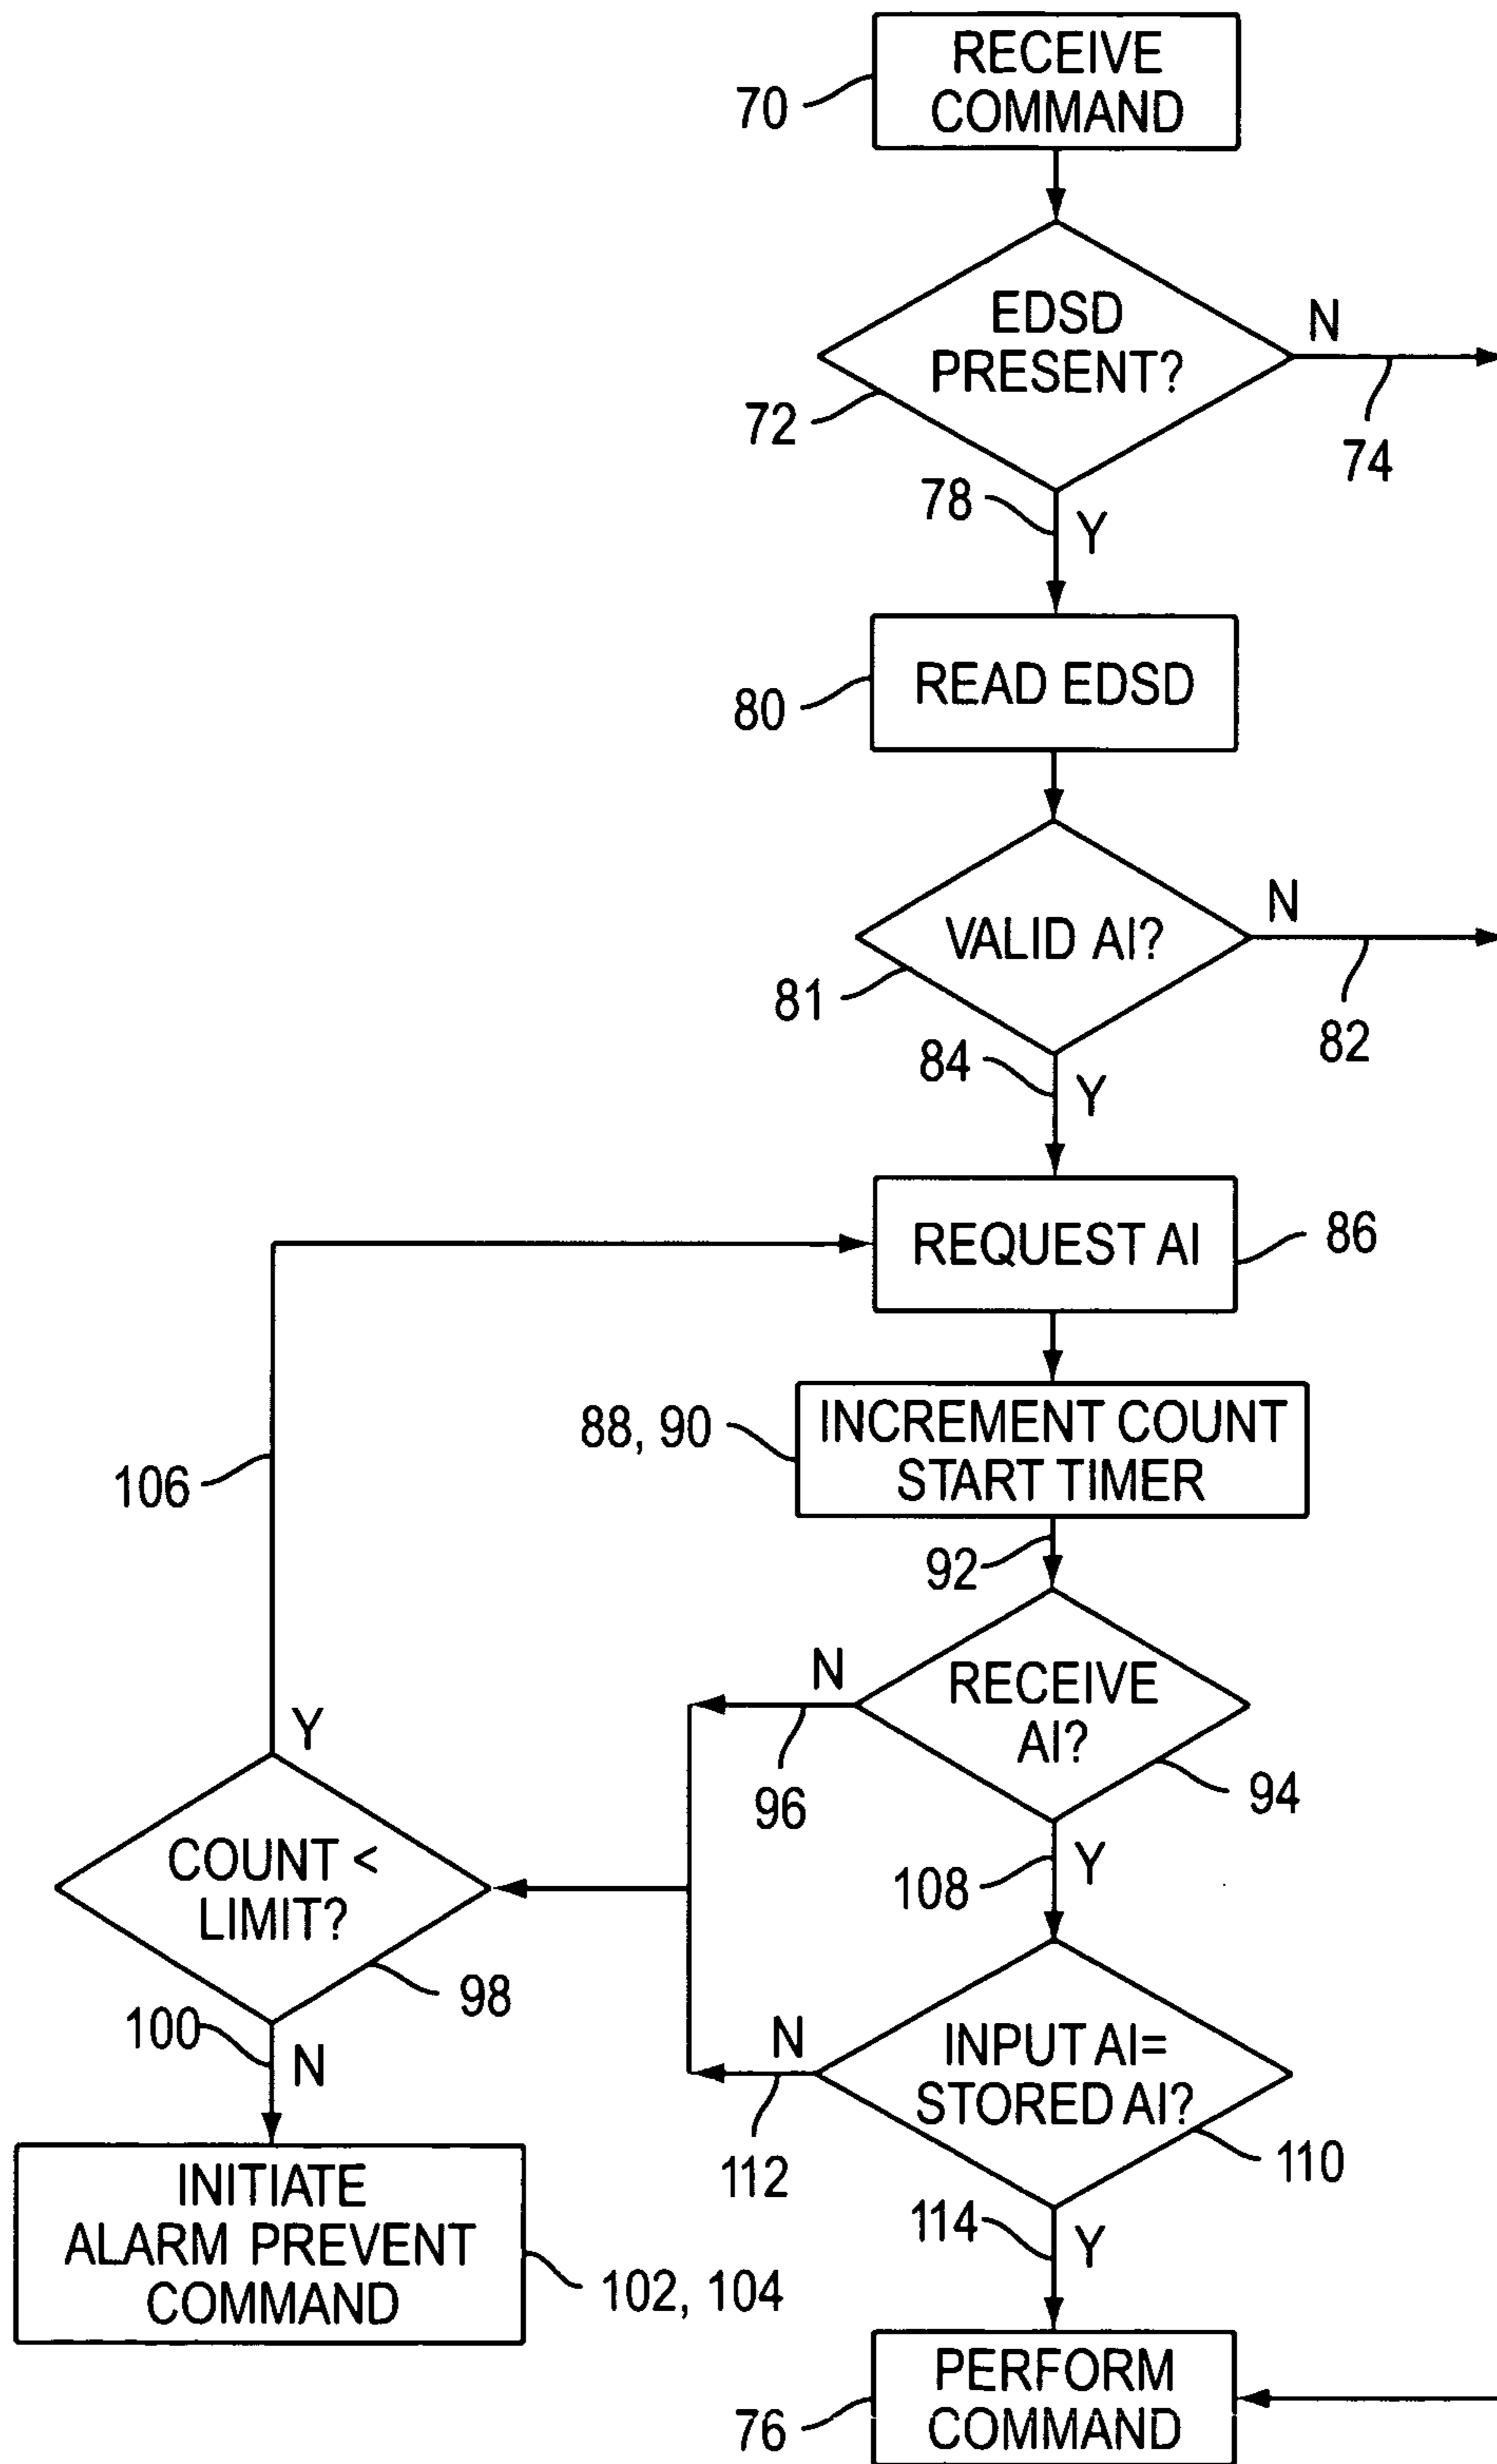 RECEIVE
COMMAND
70
EDSD
PRESENT?
N
72
74
78
Y
READ EDSD
80
VALID AI?
N
81
82
84
Y
REQUEST AI
86
INCREMENT COUNT
START TIMER
88, 90
106
92
RECEIVE
AI?
N
96
94
Y
COUNT <
LIMIT?
Y
108
98
100
N
INPUT AI=
STORED AI?
N
112
110
INITIATE
ALARM PREVENT
COMMAND
102, 104
114
Y
PERFORM
COMMAND
76